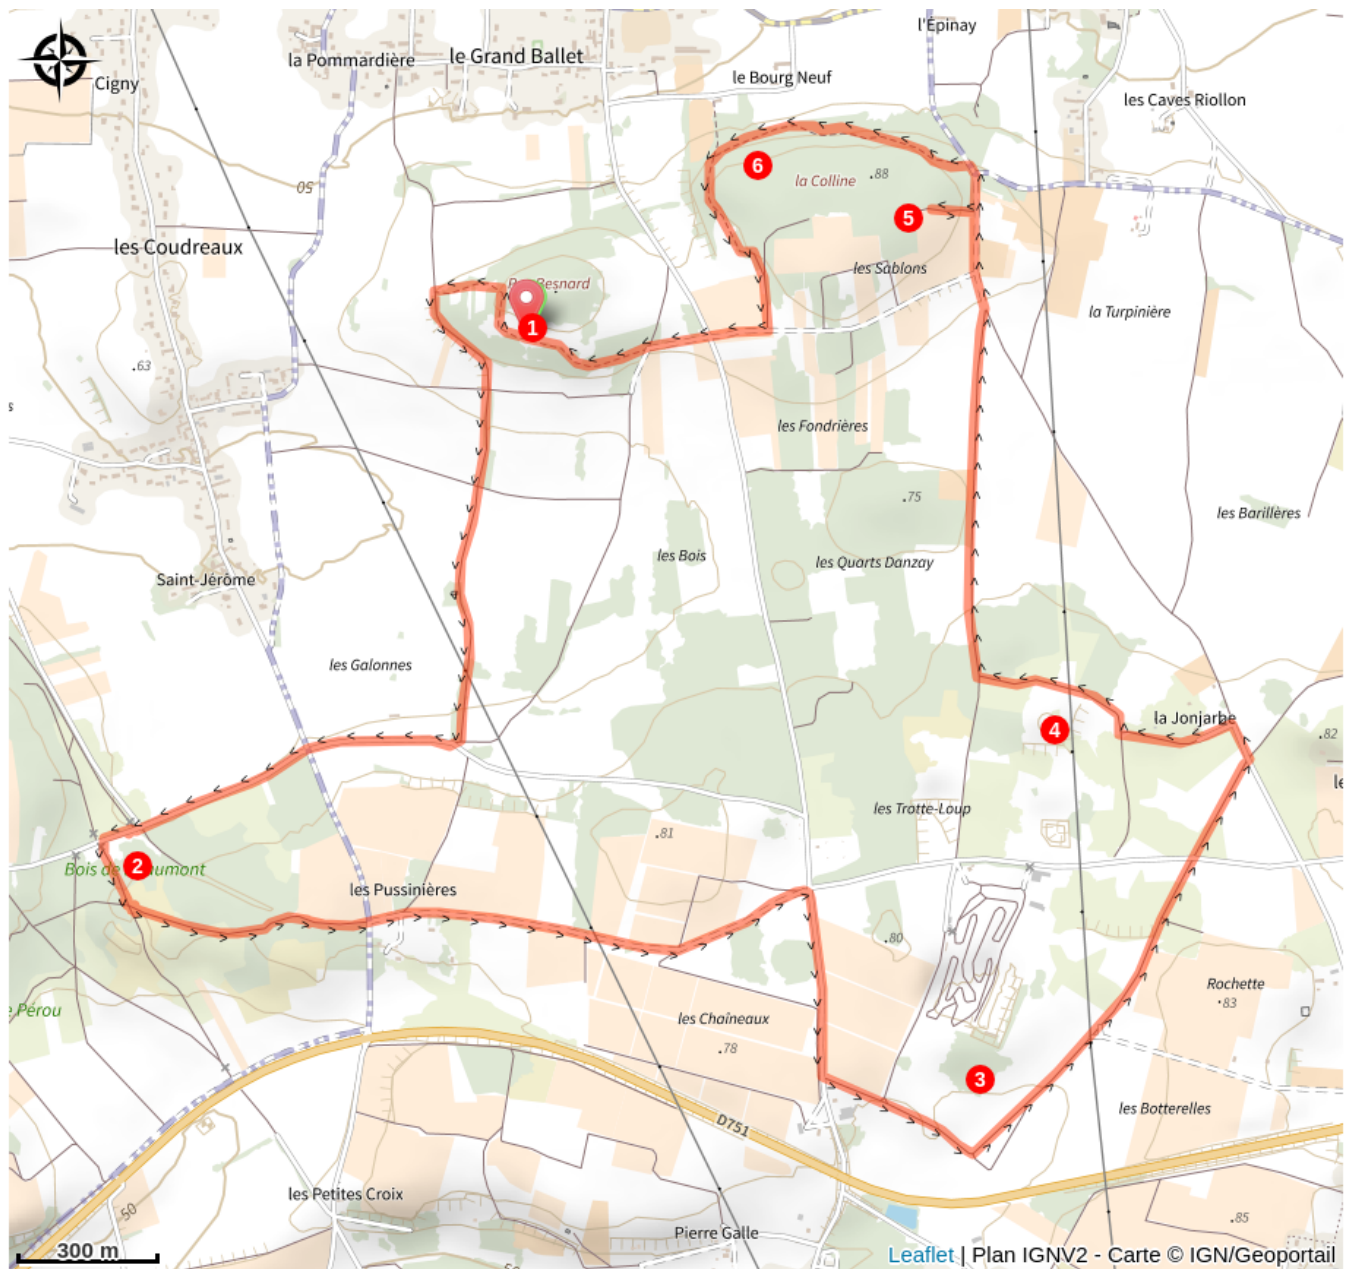 l'Épinay
la Pommardière
le Grand Ballet
Cigny
le Bourg Neuf
les Caves Riollon
6
la Colline
.88
50
5
les Coudreaux
les Sablons
Besnard
1
la Turpinière
.63
les Fondrières
.75
les Barillères
les Bois
les Quarts Danzay
Saint-Jérôme
les Galonnes
la Jonjarbe
4
.82
les Trotte-Loup
.81
2
Bois de
les Pussinières
.80
Rochette
.83
Pérou
les Chaîneaux
.78
3
les Botterelles
D751
les Petites Croix
50
Pierre Galle
.85
300 m
Leaflet | Plan IGNV2 - Carte © IGN/Geoportail